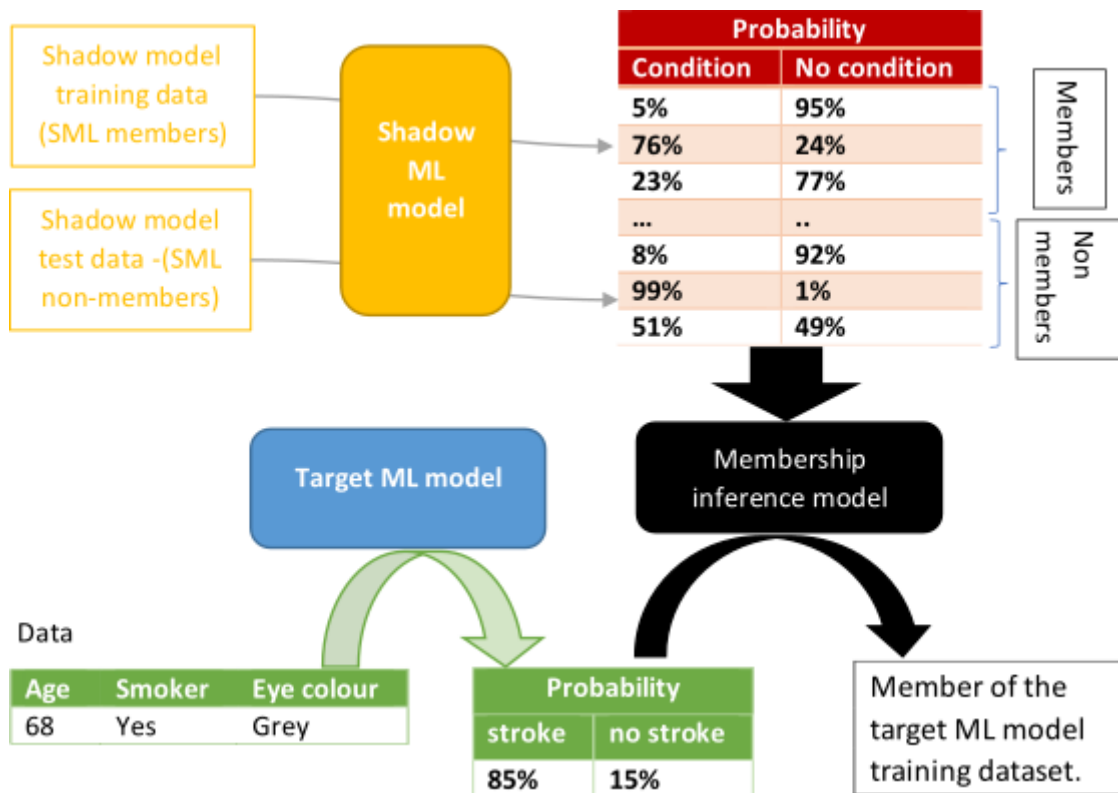 Shadow model
training data
(SML members)
Shadow model
test data -(SML
non-members)
Shadow
ML
model
Probability
Condition No condition
5% 95%
76% 24%
23% 77%
... ..
8% 92%
99% 1%
51% 49%
Members
Non
members
Target ML model
Membership
inference model
Data
Age Smoker Eye colour
68 Yes Grey
Probability
stroke no stroke
85% 15%
Member of the
target ML model
training dataset.